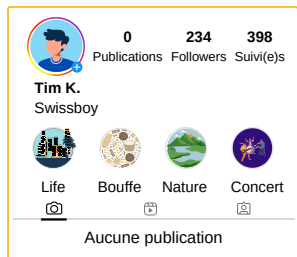 0 234 398
Publications Followers Suivi(e)s
Tim K.
Swissboy
Life Bouffe Nature Concert
Aucune publication